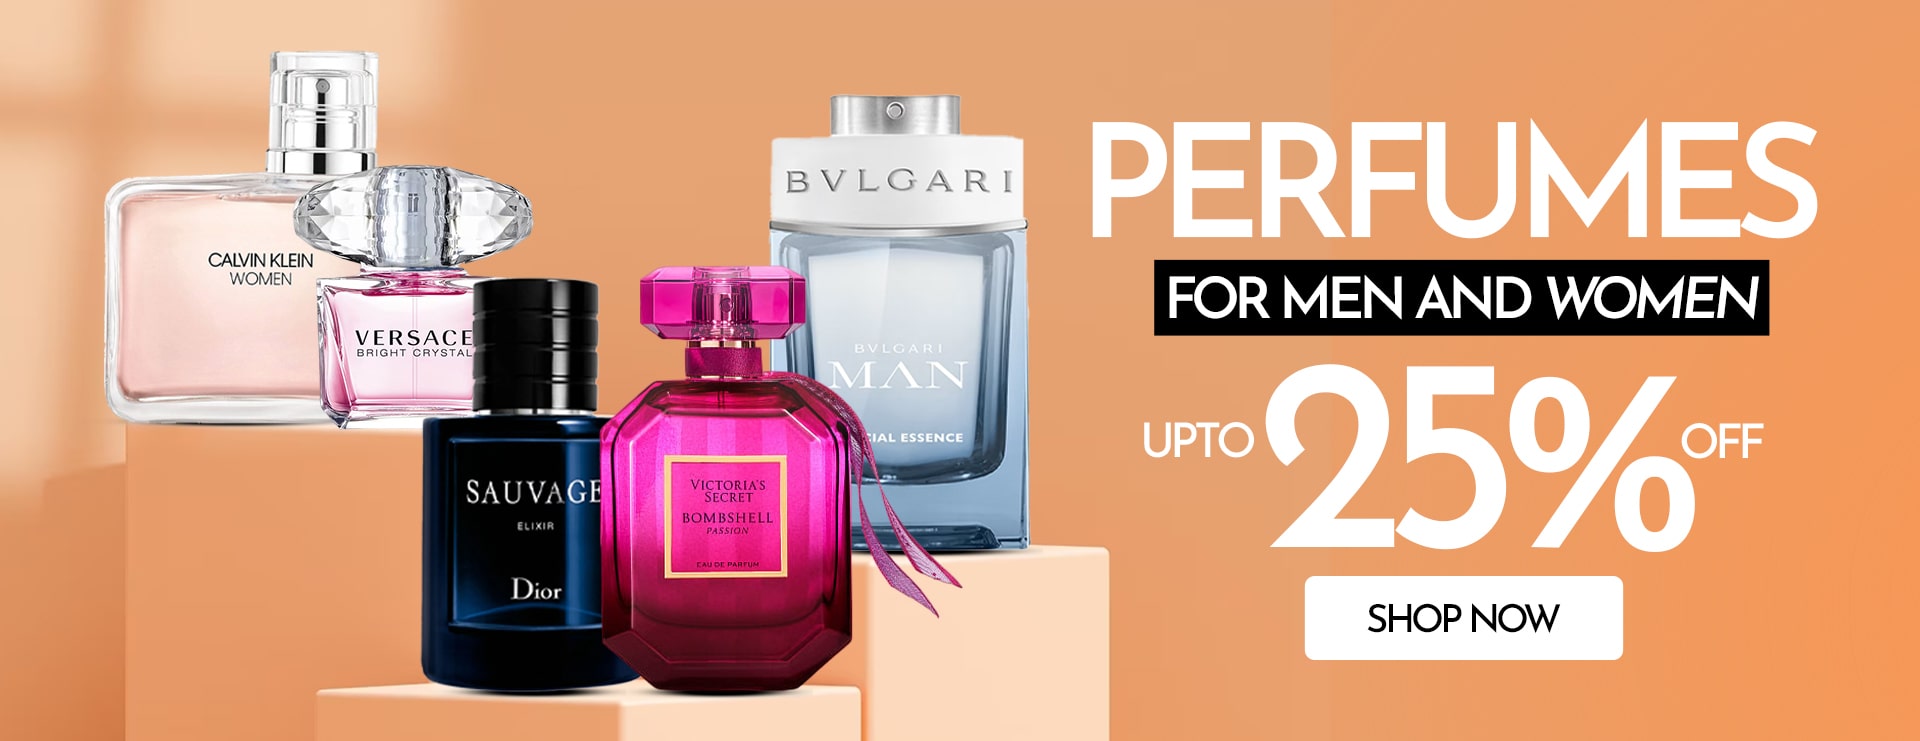 CALVIN KLEIN
WOMEN
VERSACE
BRIGHT CRYSTAL
SAUVAGE
ELIXIR
Dior
VICTORIA'S
SECRET
BOMBSHELL
PASSION
EAU DE PARFUM
BVLGARI
BVLGARI
MAN
ESSENCE
PERFUMES
FOR MEN AND WOMEN
UPTO 25% OFF
SHOP NOW